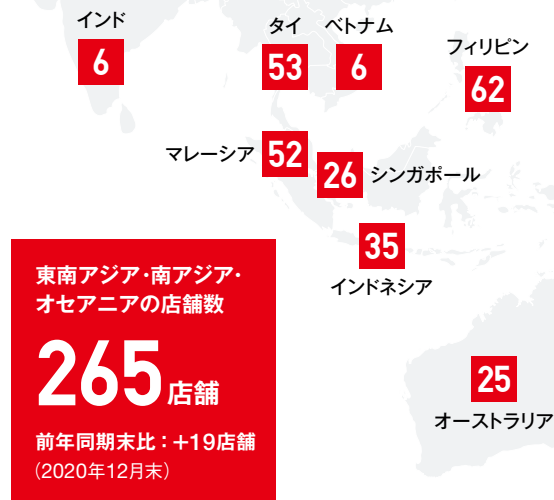 インド
6
タイ
53
ベトナム
6
フィリピン
62
マレーシア
52
26
シンガポール
35
インドネシア
東南アジア・南アジア・
オセアニアの店舗数
265店舗
前年同期末比：+19店舗
（2020年12月末）
25
オーストラリア